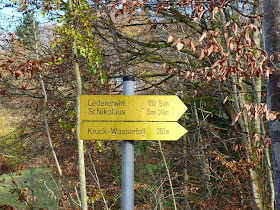 Ledererwirt
St.Nikolaus
Kruck-Wasserfall 250 m